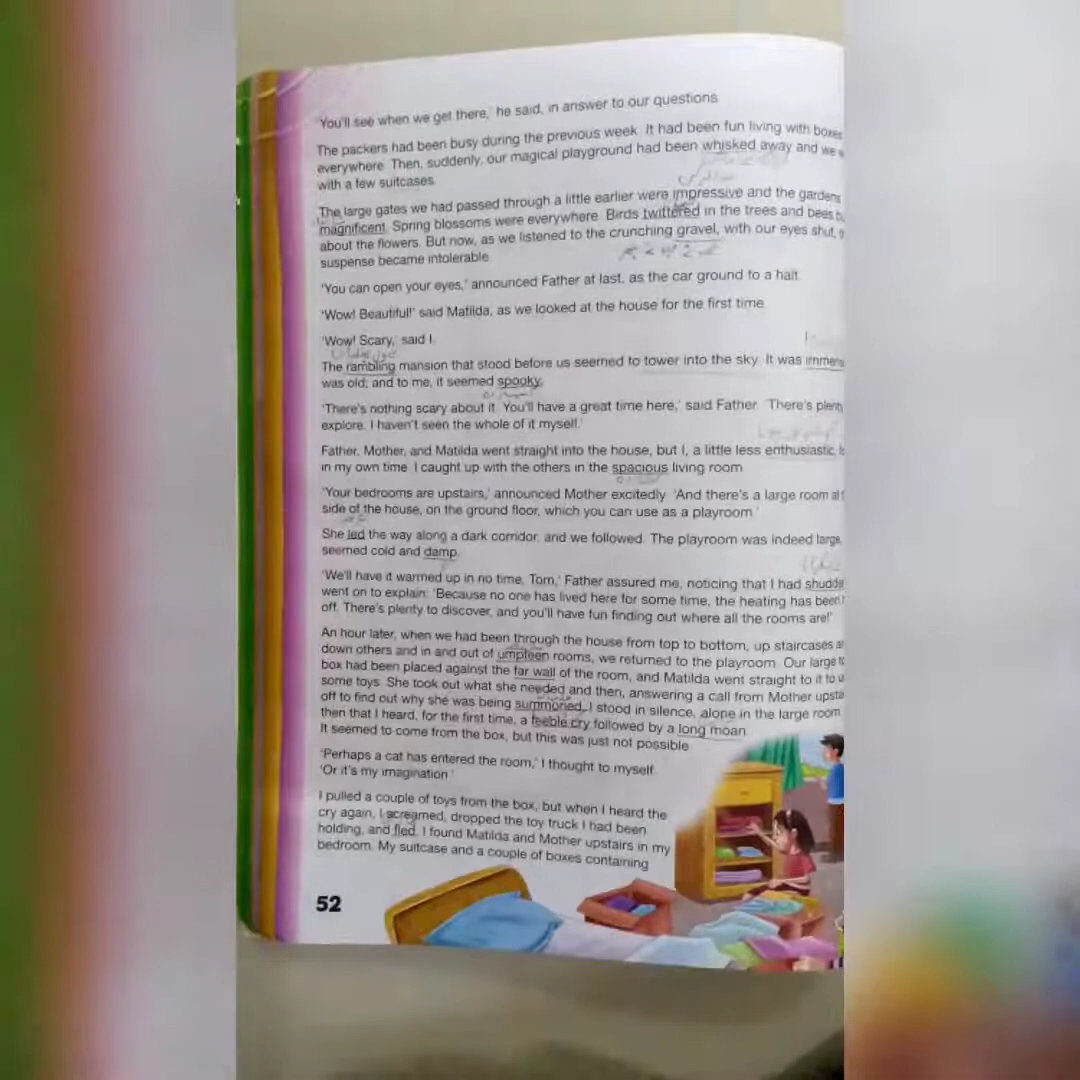 'You'll see when we get there,' he said, in answer to our questions.
The packers had been busy during the previous week. It had been fun living with boxes
everywhere. Then, suddenly, our magical playground had been whisked away and we
with a few suitcases.
The large gates we had passed through a little earlier were impressive and the gardens
magnificent. Spring blossoms were everywhere. Birds twittered in the trees and bees
about the flowers. But now, as we listened to the crunching gravel, with our eyes shut,
suspense became intolerable.
'You can open your eyes,' announced Father at last, as the car ground to a halt.
'Wow! Beautiful!' said Matilda, as we looked at the house for the first time.
'Wow! Scary,' said I.
The rambling mansion that stood before us seemed to tower into the sky. It was immens
was old; and to me, it seemed spooky.
'There's nothing scary about it. You'll have a great time here,' said Father. 'There's plenty
explore. I haven't seen the whole of it myself.'
Father, Mother, and Matilda went straight into the house, but I, a little less enthusiastic,
in my own time. I caught up with the others in the spacious living room.
'Your bedrooms are upstairs,' announced Mother excitedly. 'And there's a large room at
side of the house, on the ground floor, which you can use as a playroom.'
She led the way along a dark corridor, and we followed. The playroom was indeed large,
seemed cold and damp.
'We'll have it warmed up in no time, Tom,' Father assured me, noticing that I had shudde
went on to explain: 'Because no one has lived here for some time, the heating has been
off. There's plenty to discover, and you'll have fun finding out where all the rooms are!'
An hour later, when we had been through the house from top to bottom, up staircases a
down others and in and out of umpteen rooms, we returned to the playroom. Our large to
box had been placed against the far wall of the room, and Matilda went straight to it to u
some toys. She took out what she needed and then, answering a call from Mother upsta
off to find out why she was being summoned. I stood in silence, alone in the large room.
then that I heard, for the first time, a feeble cry followed by a long moan.
It seemed to come from the box, but this was just not possible.
'Perhaps a cat has entered the room,' I thought to myself.
'Or it's my imagination.'
I pulled a couple of toys from the box, but when I heard the
cry again, I screamed, dropped the toy truck I had been
holding, and fled. I found Matilda and Mother upstairs in my
bedroom. My suitcase and a couple of boxes containing
52